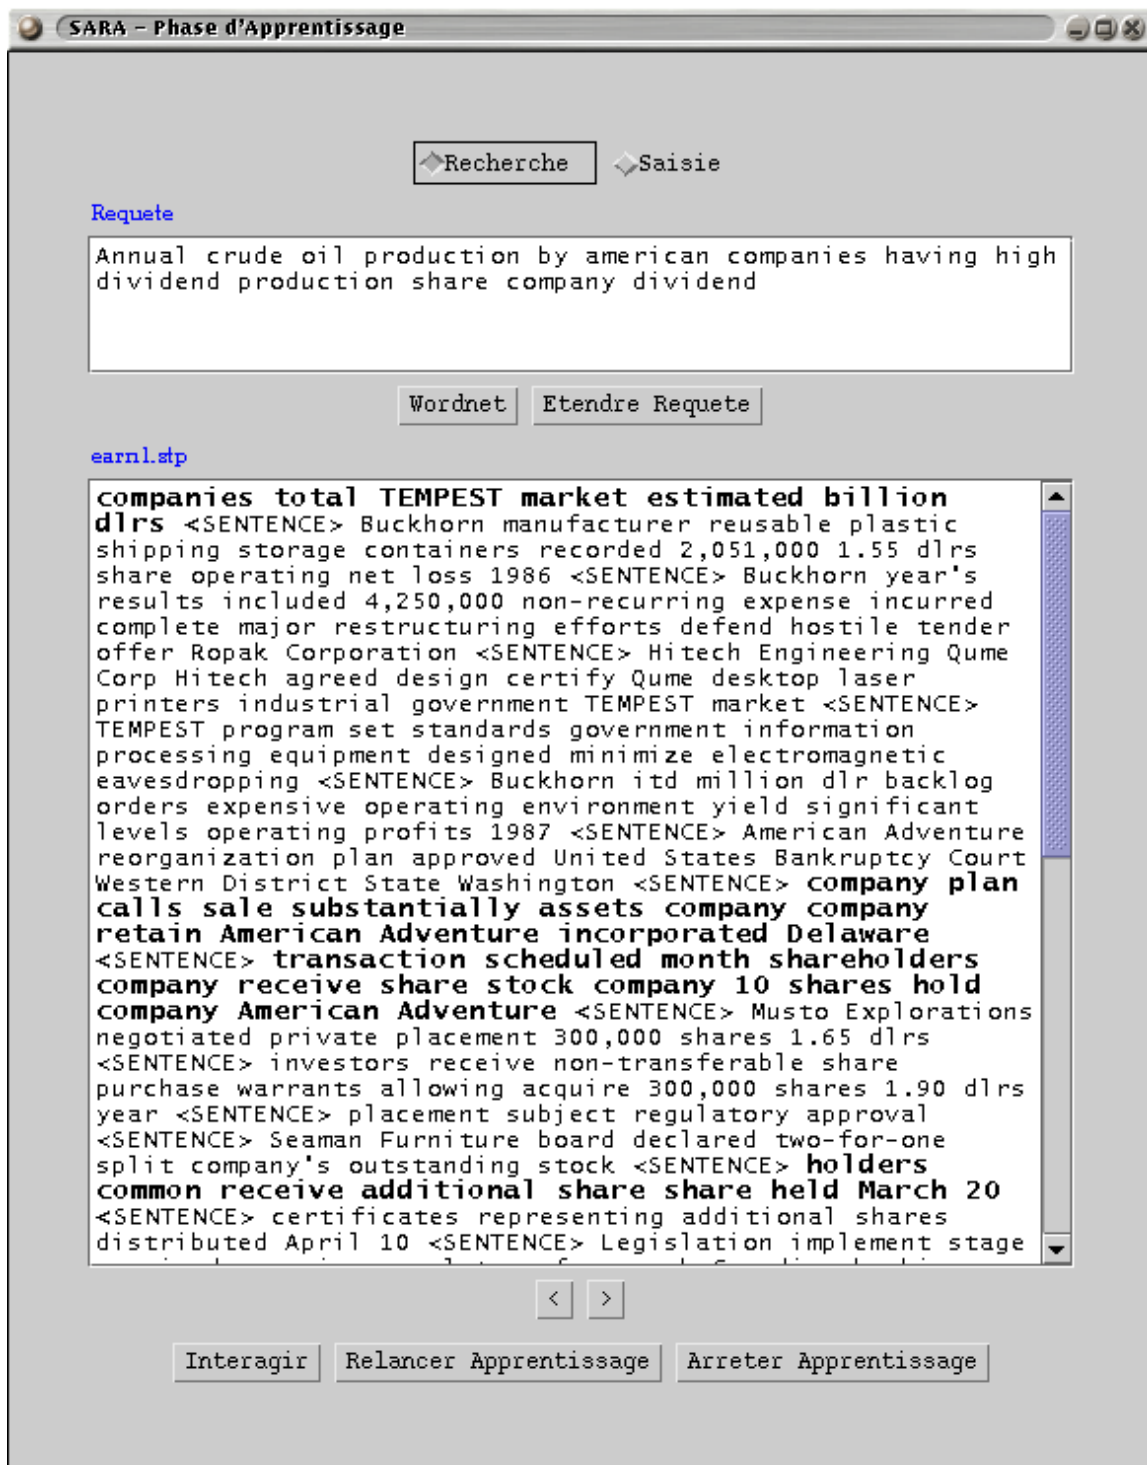 SARA – Phase d'Apprentissage
Recherche Saisie
Requete
Annual crude oil production by american companies having high
dividend production share company dividend
Wordnet Etendre Requete
earn1.stp
companies total TEMPEST market estimated billion
dlrs <SENTENCE> Buckhorn manufacturer reusable plastic
shipping storage containers recorded 2,051,000 1.55 dlrs
share operating net loss 1986 <SENTENCE> Buckhorn year's
results included 4,250,000 non-recurring expense incurred
complete major restructuring efforts defend hostile tender
offer Ropak Corporation <SENTENCE> Hitech Engineering Qume
Corp Hitech agreed design certify Qume desktop laser
printers industrial government TEMPEST market <SENTENCE>
TEMPEST program set standards government information
processing equipment designed minimize electromagnetic
eavesdropping <SENTENCE> Buckhorn itd million dlr backlog
orders expensive operating environment yield significant
levels operating profits 1987 <SENTENCE> American Adventure
reorganization plan approved United States Bankruptcy Court
Western District State Washington <SENTENCE> company plan
calls sale substantially assets company company
retain American Adventure incorporated Delaware
<SENTENCE> transaction scheduled month shareholders
company receive share stock company 10 shares hold
company American Adventure <SENTENCE> Musto Explorations
negotiated private placement 300,000 shares 1.65 dlrs
<SENTENCE> investors receive non-transferable share
purchase warrants allowing acquire 300,000 shares 1.90 dlrs
year <SENTENCE> placement subject regulatory approval
<SENTENCE> Seaman Furniture board declared two-for-one
split company's outstanding stock <SENTENCE> holders
common receive additional share share held March 20
<SENTENCE> certificates representing additional shares
distributed April 10 <SENTENCE> Legislation implement stage
< >
Interagir Relancer Apprentissage Arreter Apprentissage